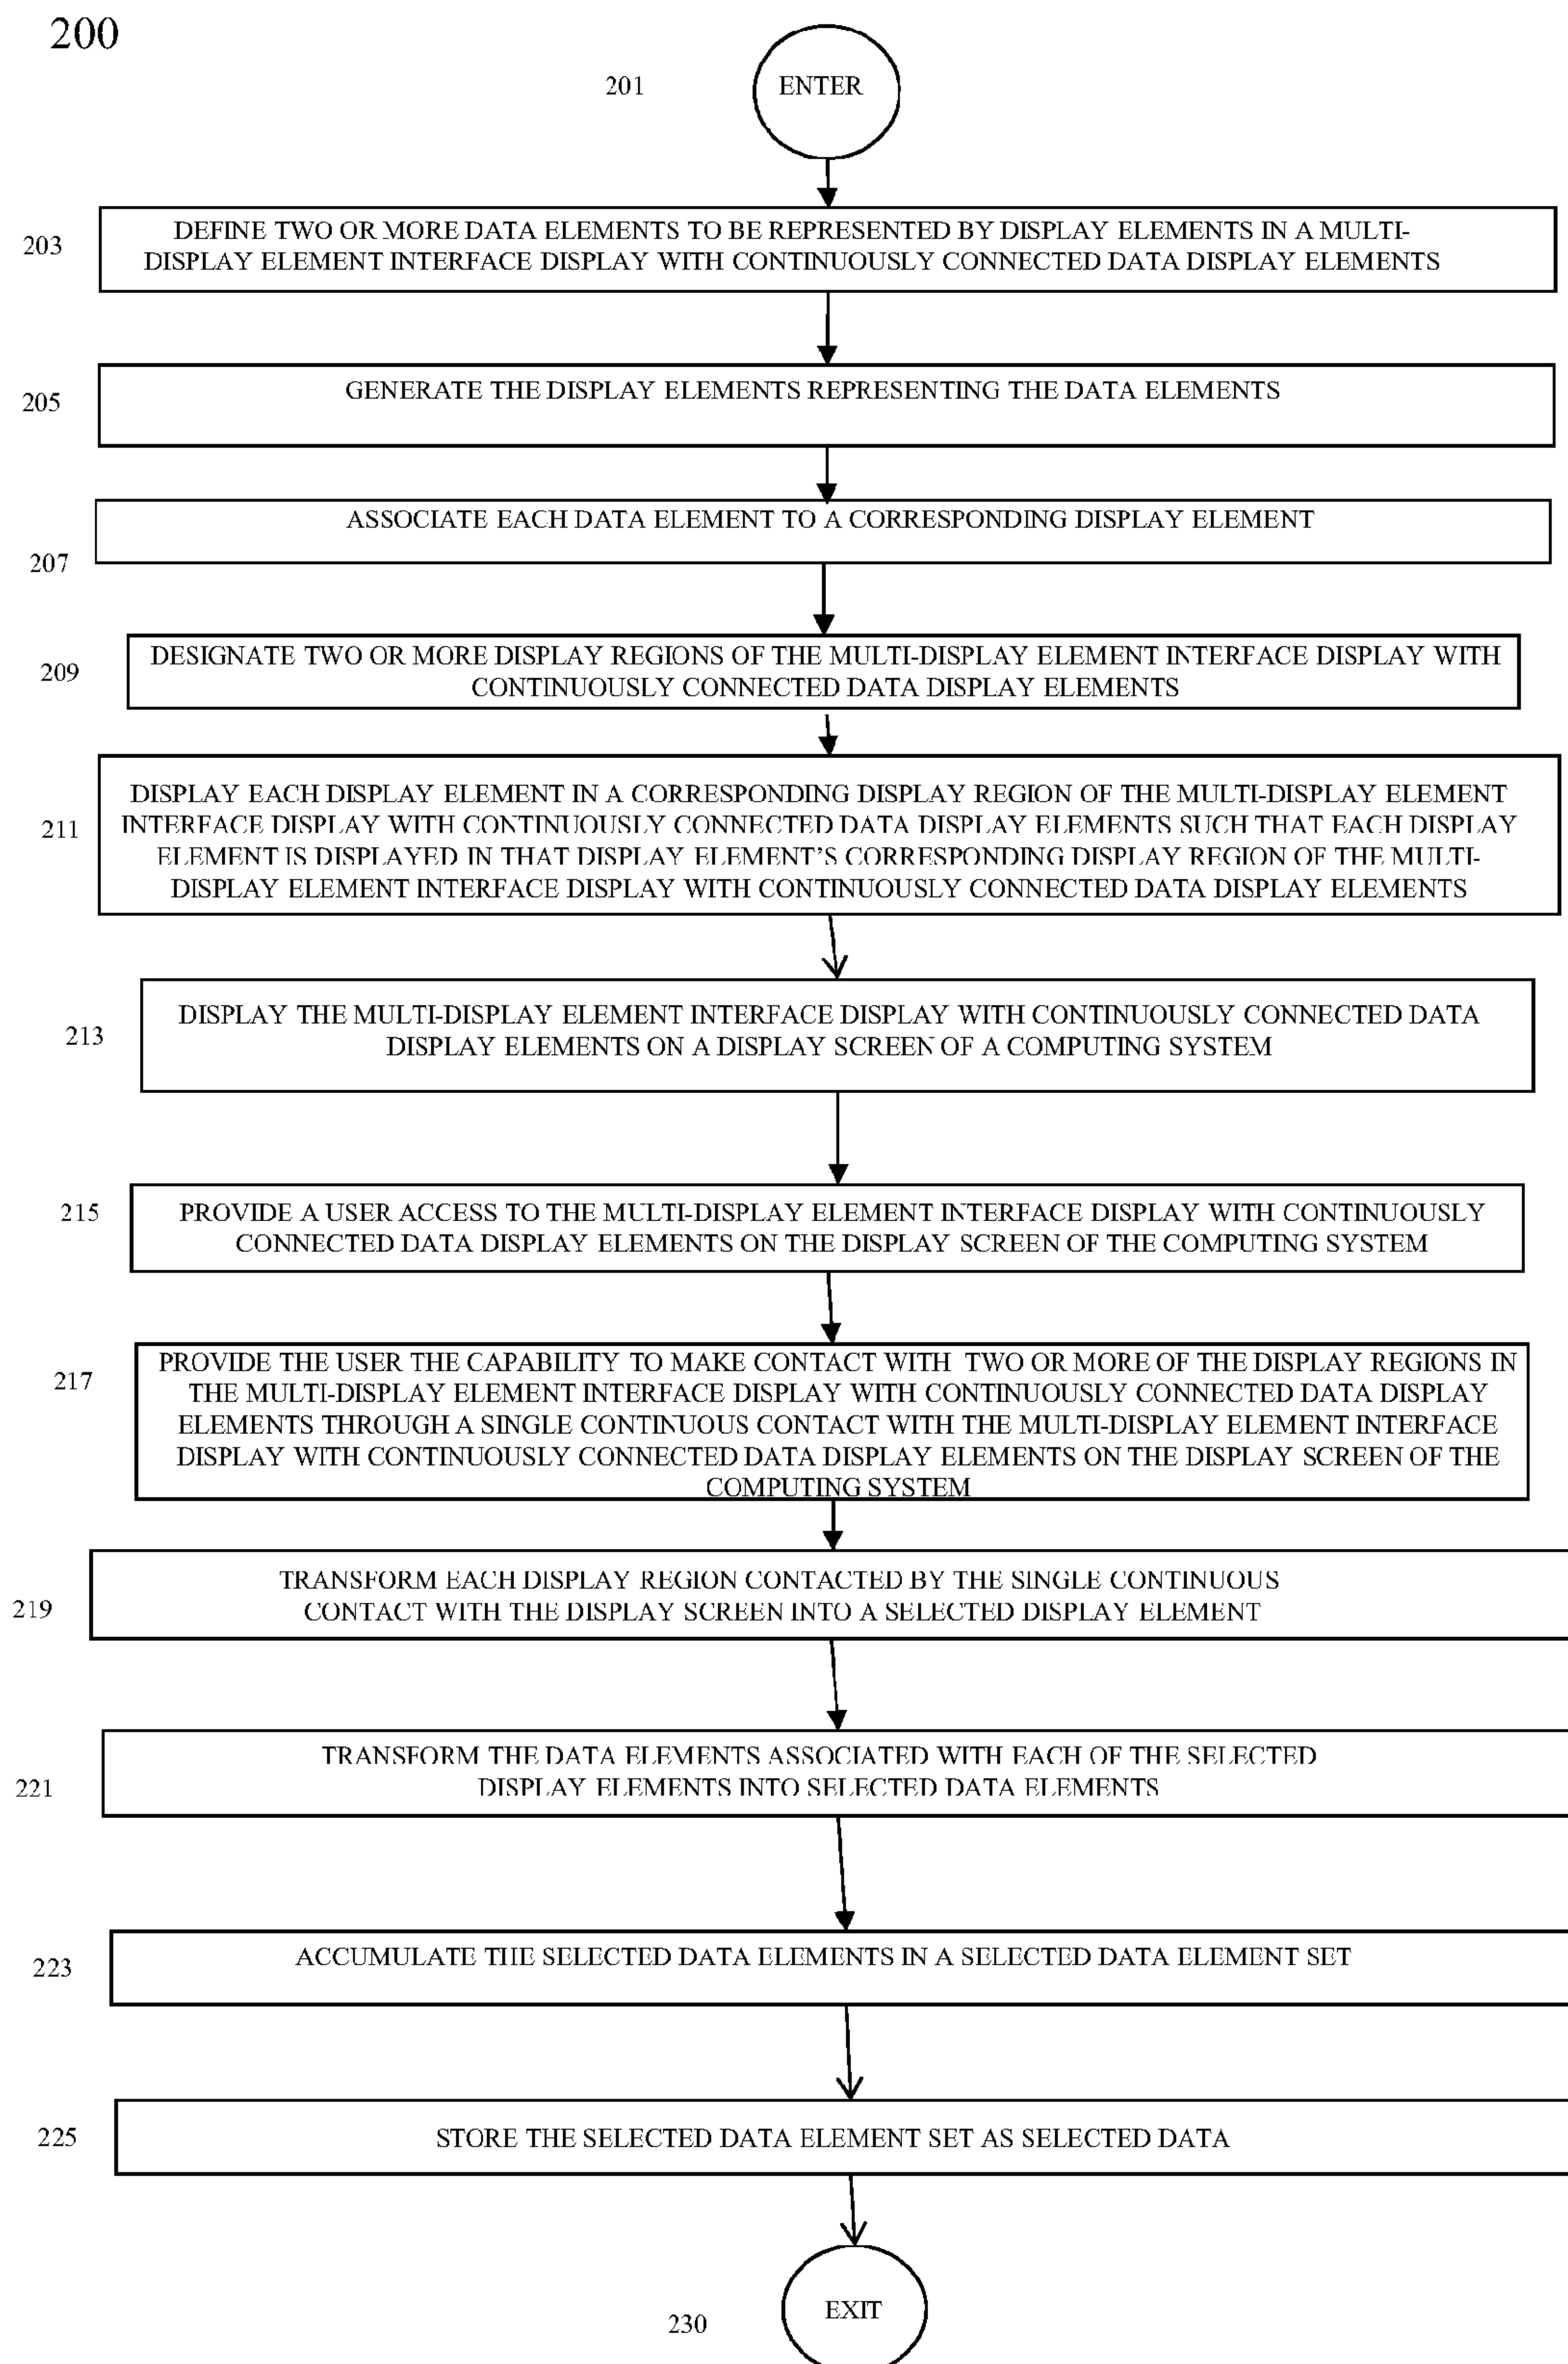 200
201
ENTER
203
DEFINE TWO OR MORE DATA ELEMENTS TO BE REPRESENTED BY DISPLAY ELEMENTS IN A MULTI-
DISPLAY ELEMENT INTERFACE DISPLAY WITH CONTINUOUSLY CONNECTED DATA DISPLAY ELEMENTS
205
GENERATE THE DISPLAY ELEMENTS REPRESENTING THE DATA ELEMENTS
207
ASSOCIATE EACH DATA ELEMENT TO A CORRESPONDING DISPLAY ELEMENT
209
DESIGNATE TWO OR MORE DISPLAY REGIONS OF THE MULTI-DISPLAY ELEMENT INTERFACE DISPLAY WITH
CONTINUOUSLY CONNECTED DATA DISPLAY ELEMENTS
211
DISPLAY EACH DISPLAY ELEMENT IN A CORRESPONDING DISPLAY REGION OF THE MULTI-DISPLAY ELEMENT
INTERFACE DISPLAY WITH CONTINUOUSLY CONNECTED DATA DISPLAY ELEMENTS SUCH THAT EACH DISPLAY
ELEMENT IS DISPLAYED IN THAT DISPLAY ELEMENT'S CORRESPONDING DISPLAY REGION OF THE MULTI-
DISPLAY ELEMENT INTERFACE DISPLAY WITH CONTINUOUSLY CONNECTED DATA DISPLAY ELEMENTS
213
DISPLAY THE MULTI-DISPLAY ELEMENT INTERFACE DISPLAY WITH CONTINUOUSLY CONNECTED DATA
DISPLAY ELEMENTS ON A DISPLAY SCREEN OF A COMPUTING SYSTEM
215
PROVIDE A USER ACCESS TO THE MULTI-DISPLAY ELEMENT INTERFACE DISPLAY WITH CONTINUOUSLY
CONNECTED DATA DISPLAY ELEMENTS ON THE DISPLAY SCREEN OF THE COMPUTING SYSTEM
217
PROVIDE THE USER THE CAPABILITY TO MAKE CONTACT WITH TWO OR MORE OF THE DISPLAY REGIONS IN
THE MULTI-DISPLAY ELEMENT INTERFACE DISPLAY WITH CONTINUOUSLY CONNECTED DATA DISPLAY
ELEMENTS THROUGH A SINGLE CONTINUOUS CONTACT WITH THE MULTI-DISPLAY ELEMENT INTERFACE
DISPLAY WITH CONTINUOUSLY CONNECTED DATA DISPLAY ELEMENTS ON THE DISPLAY SCREEN OF THE
COMPUTING SYSTEM
219
TRANSFORM EACH DISPLAY REGION CONTACTED BY THE SINGLE CONTINUOUS
CONTACT WITH THE DISPLAY SCREEN INTO A SELECTED DISPLAY ELEMENT
221
TRANSFORM THE DATA ELEMENTS ASSOCIATED WITH EACH OF THE SELECTED
DISPLAY ELEMENTS INTO SELECTED DATA ELEMENTS
223
ACCUMULATE THE SELECTED DATA ELEMENTS IN A SELECTED DATA ELEMENT SET
225
STORE THE SELECTED DATA ELEMENT SET AS SELECTED DATA
230
EXIT